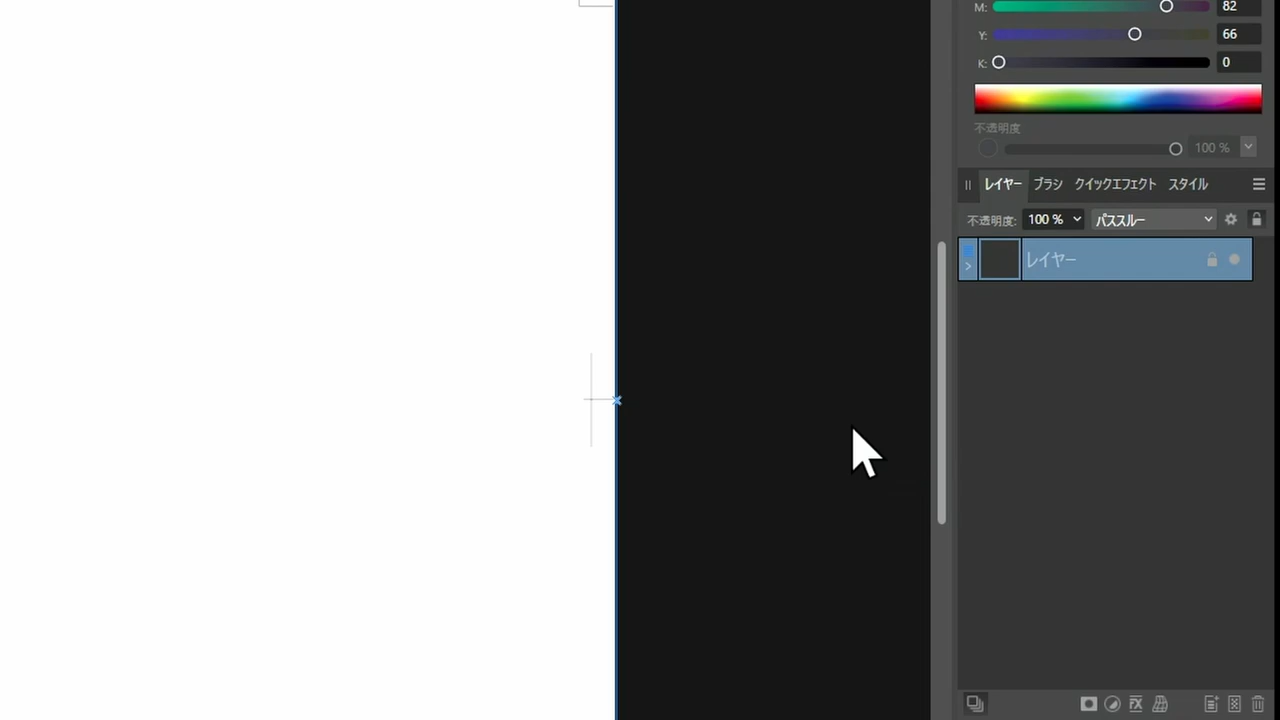 M: 82
Y: 66
K: 0
不透明度
100 %
レイヤー ブラシ クイックエフェクト スタイル
不透明度: 100 % パススルー
レイヤー